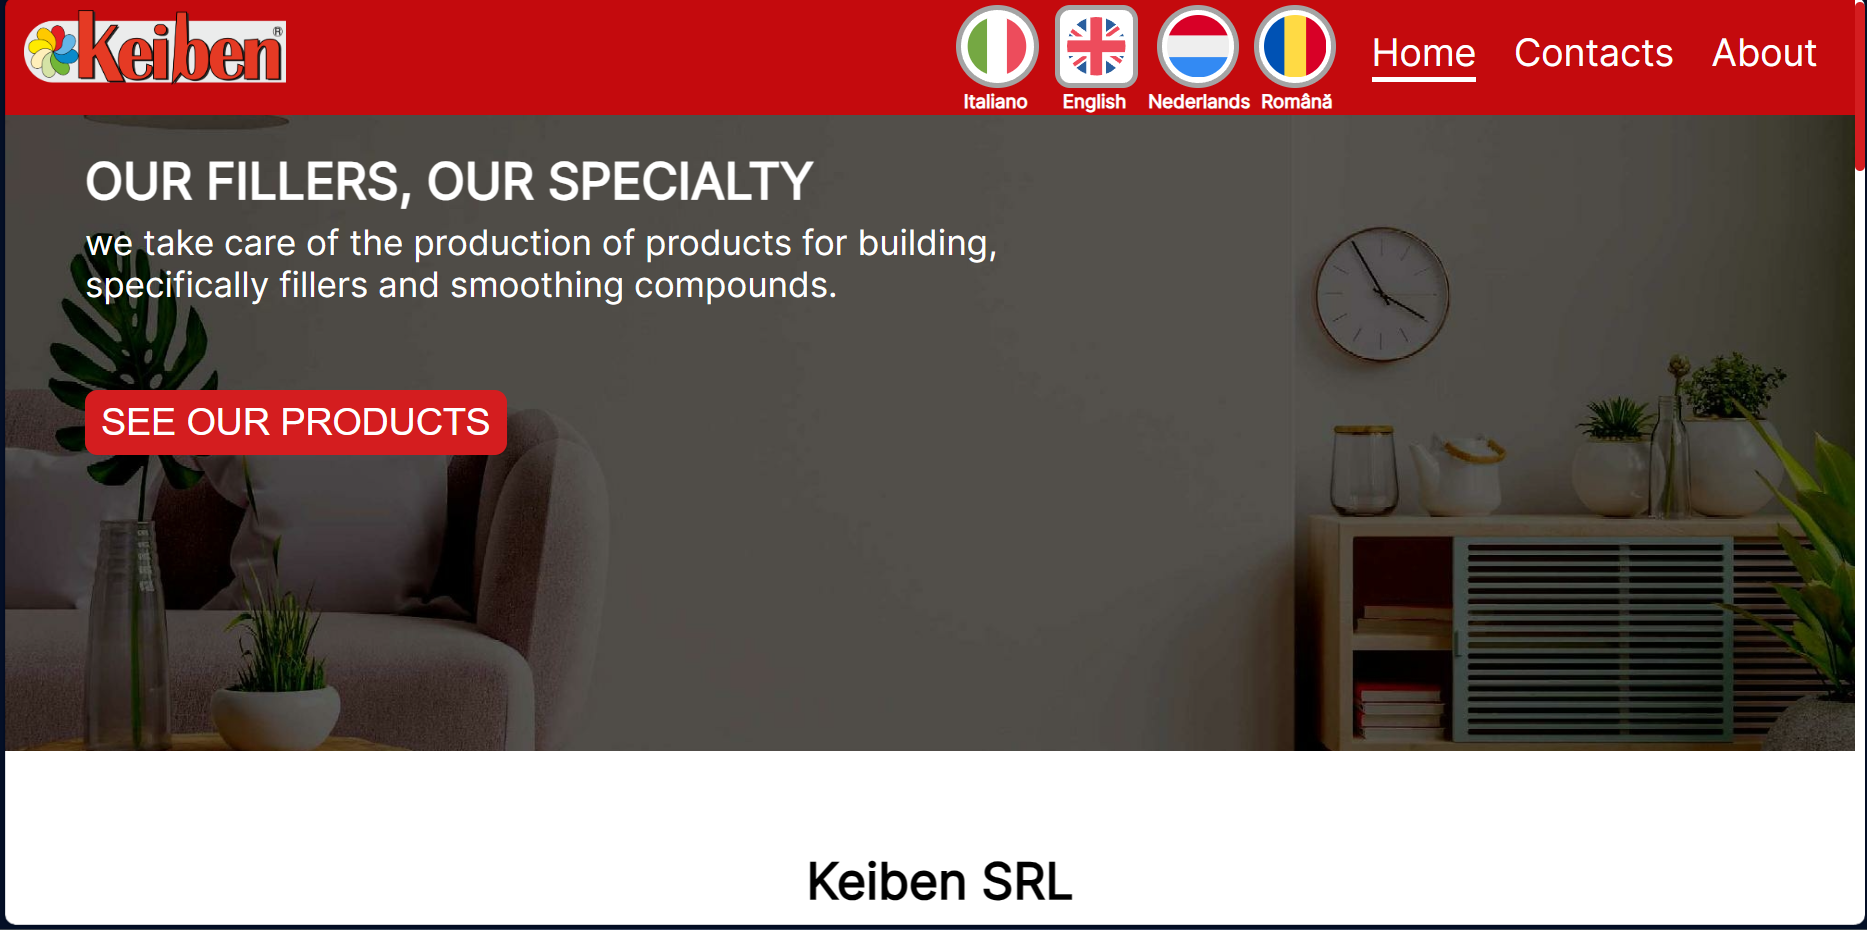 Keiben®
Italiano English Nederlands Română
Home Contacts About
OUR FILLERS, OUR SPECIALTY
we take care of the production of products for building,
specifically fillers and smoothing compounds.
SEE OUR PRODUCTS
Keiben SRL